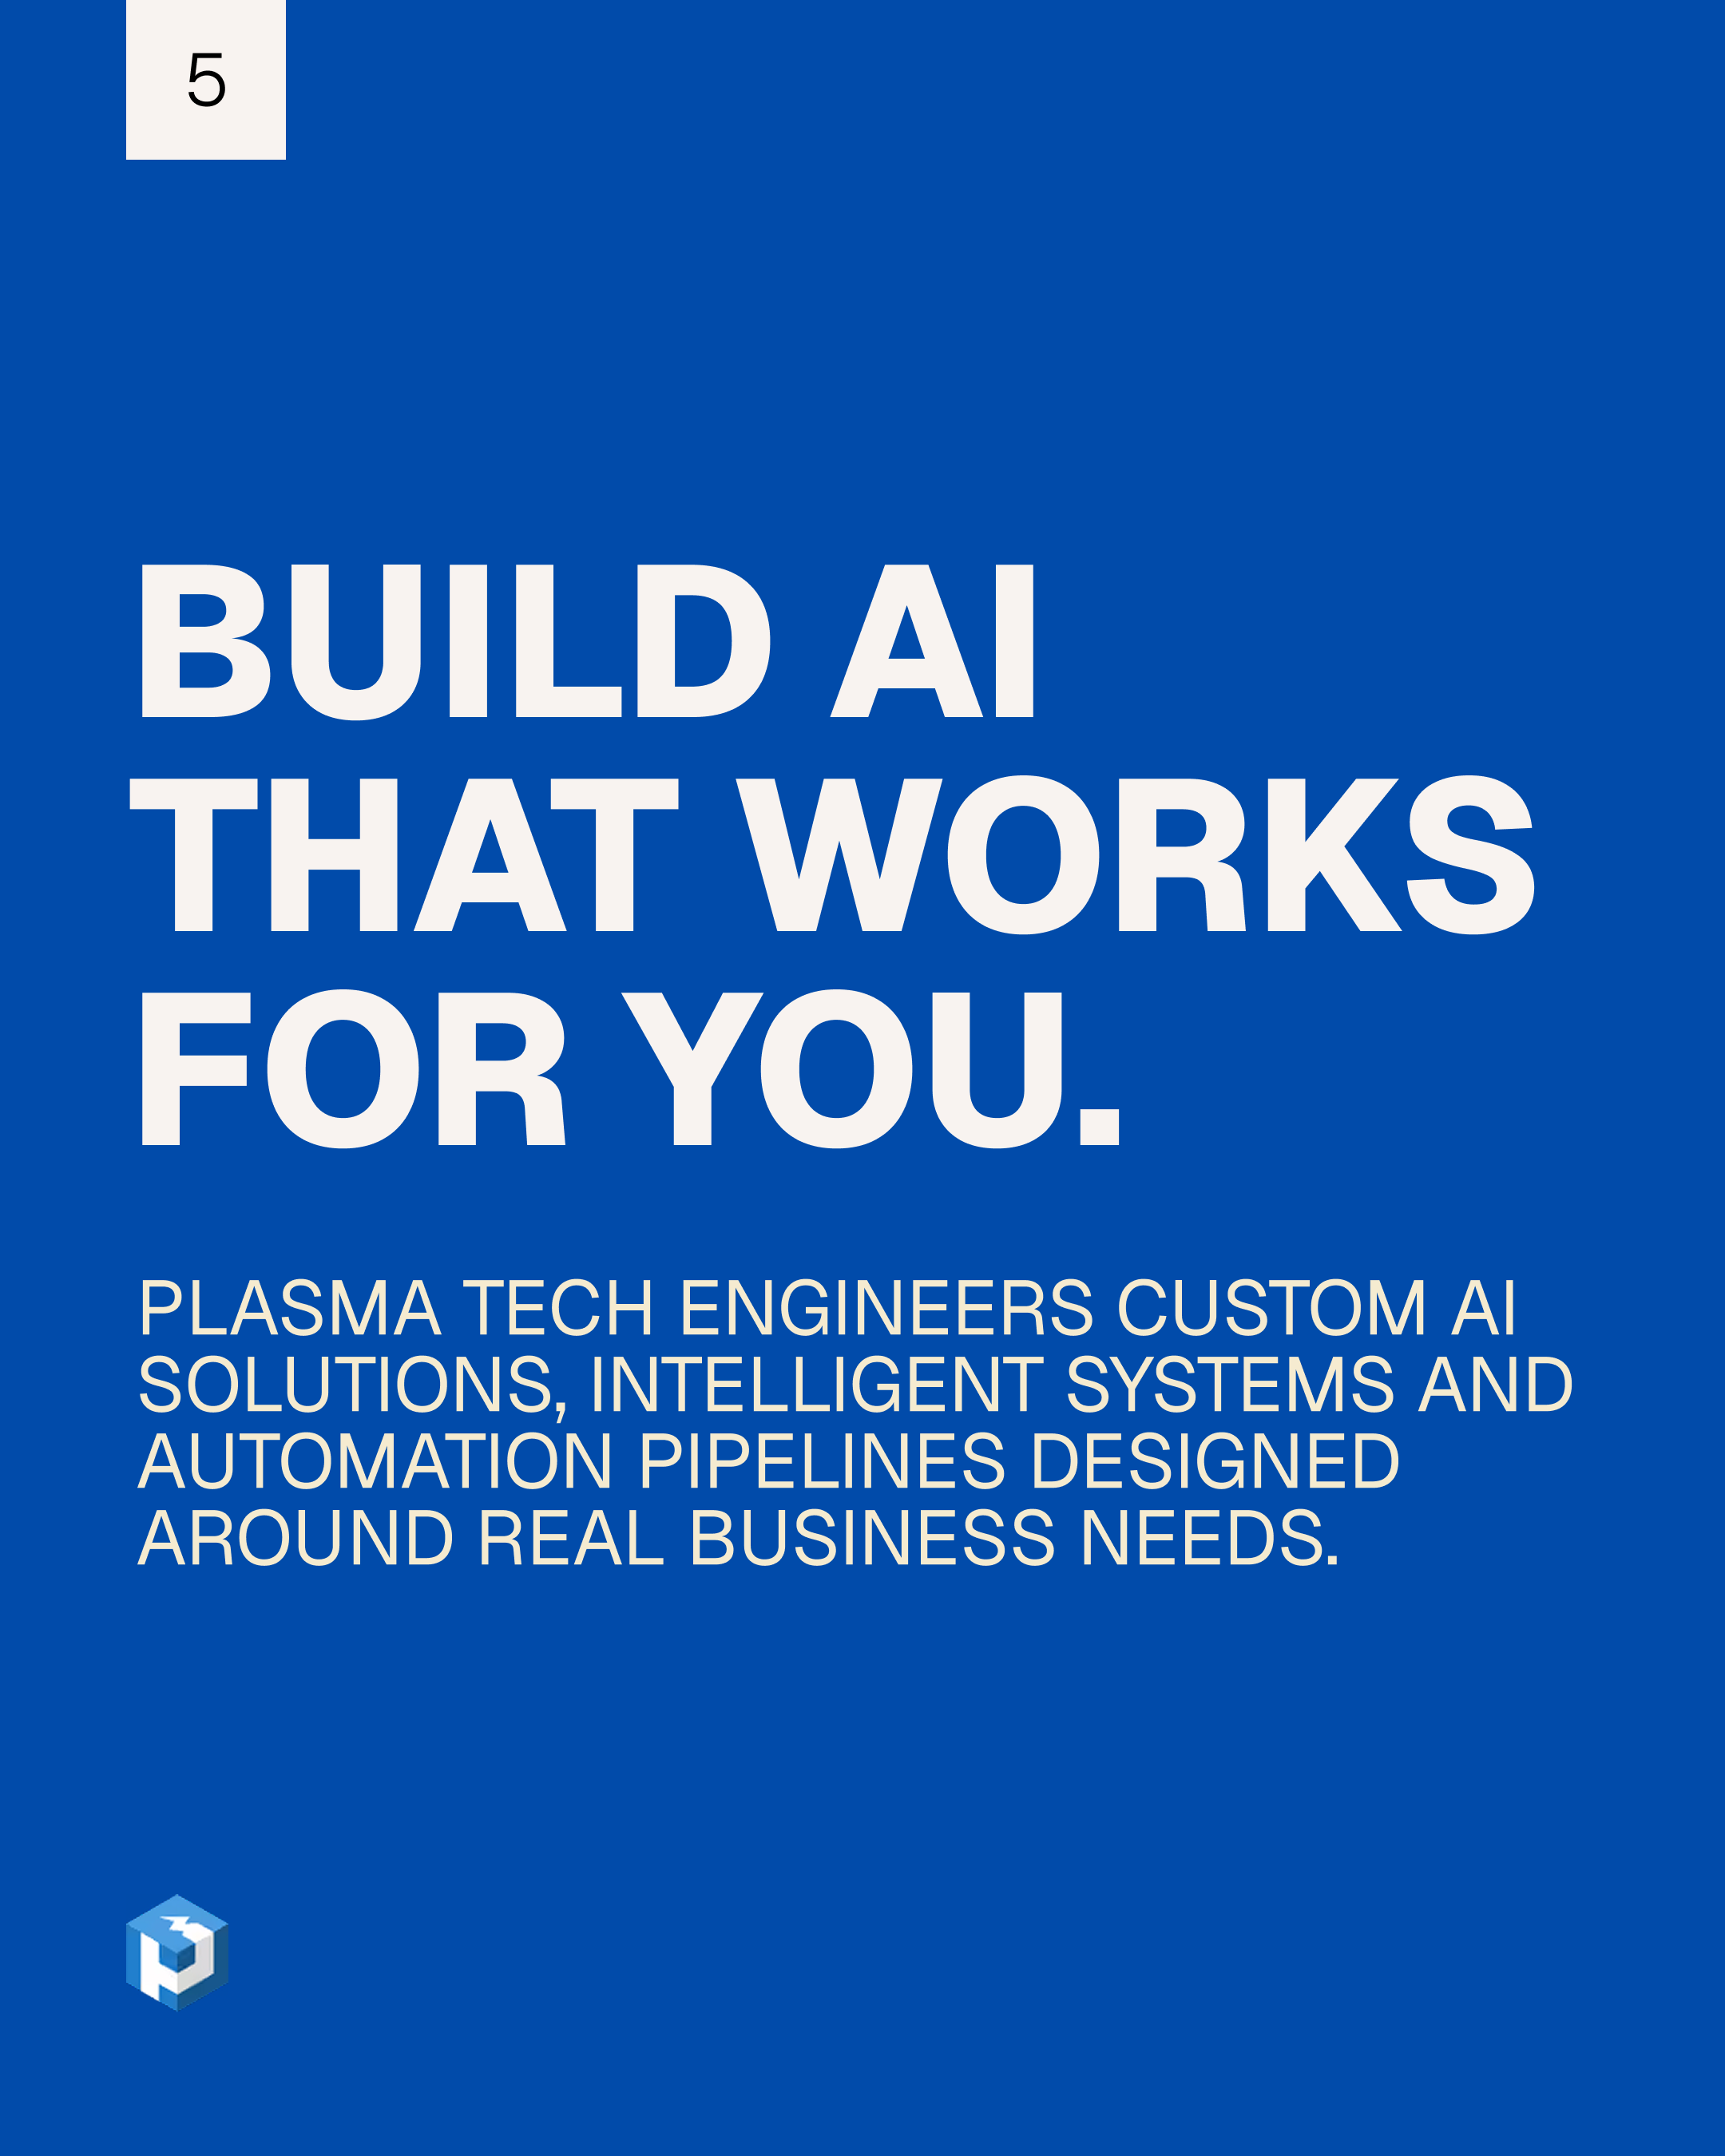 5
BUILD AI
THAT WORKS
FOR YOU.
PLASMA TECH ENGINEERS CUSTOM AI
SOLUTIONS, INTELLIGENT SYSTEMS AND
AUTOMATION PIPELINES DESIGNED
AROUND REAL BUSINESS NEEDS.